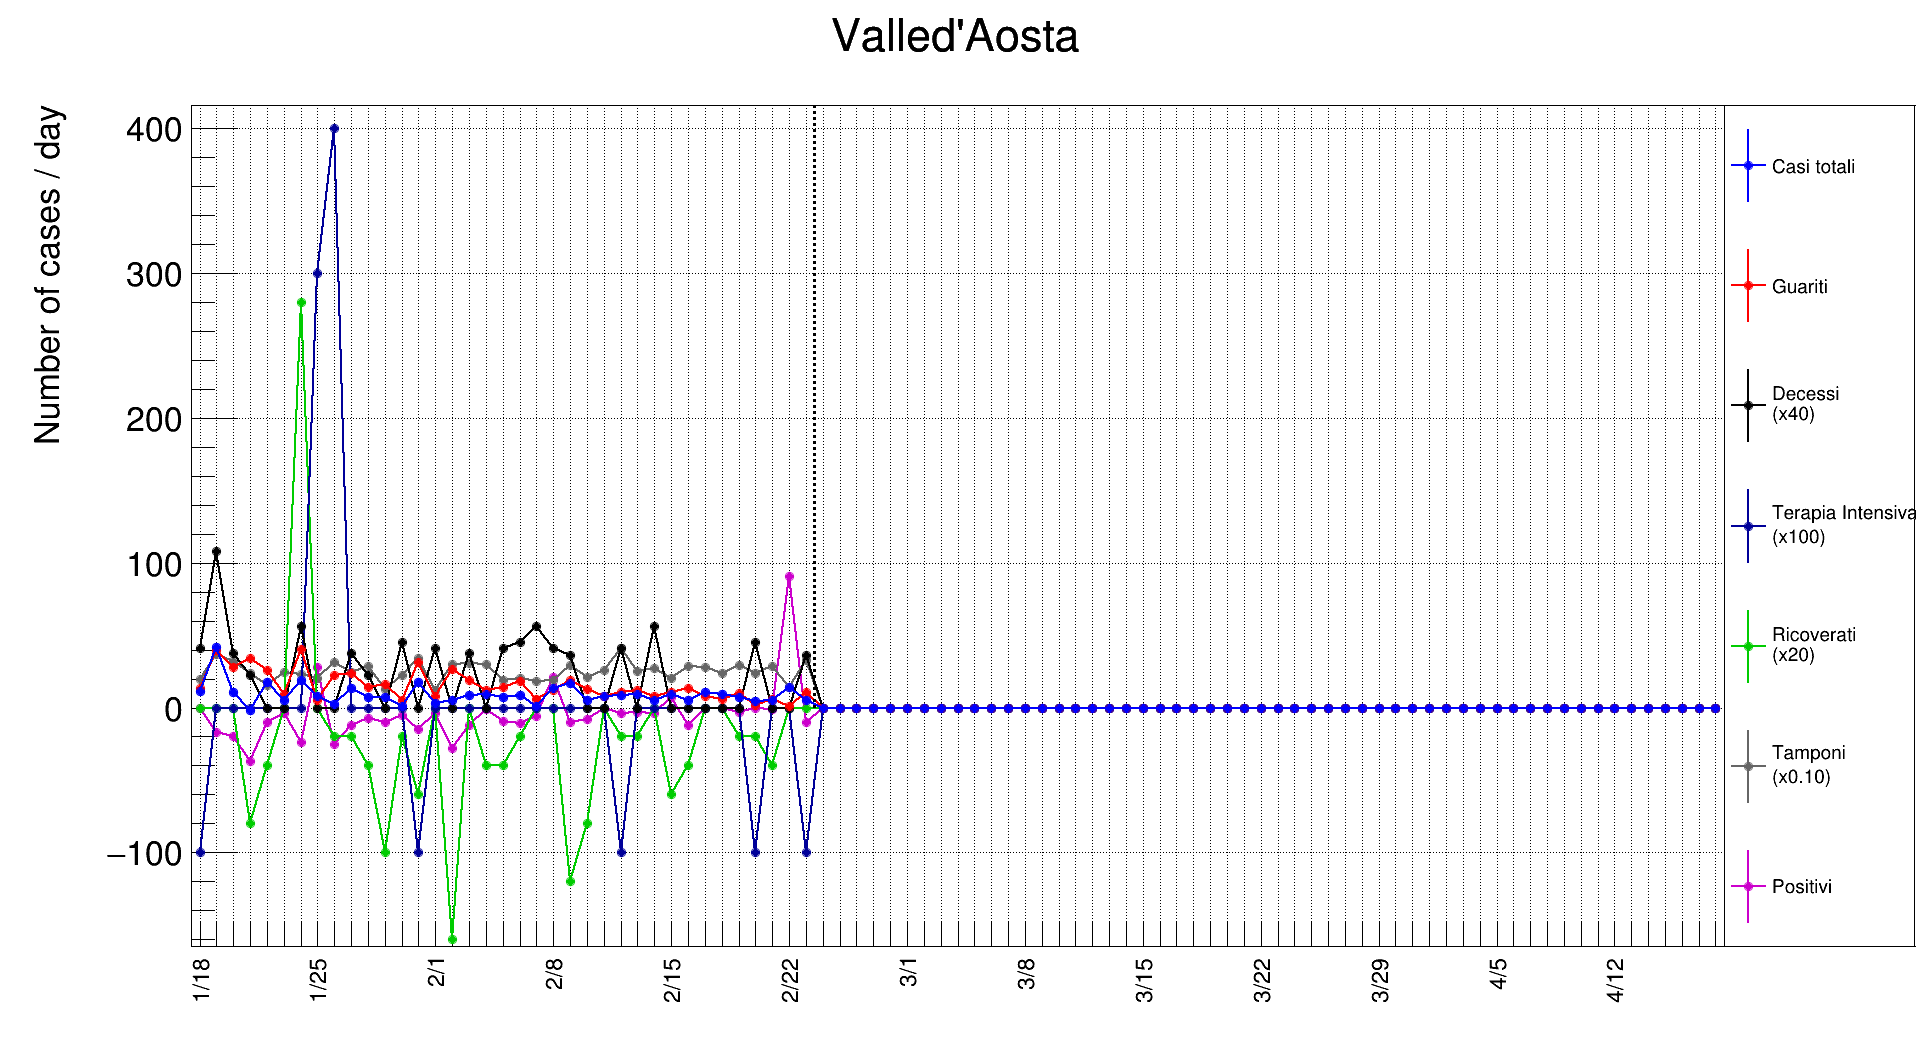 Valled'Aosta
Number of cases / day
400
300
200
100
0
−100
1/18
1/25
2/1
2/8
2/15
2/22
3/1
3/8
3/15
3/22
3/29
4/5
4/12
Casi totali
Guariti
Decessi
(x40)
Terapia Intensiva
(x100)
Ricoverati
(x20)
Tamponi
(x0.10)
Positivi